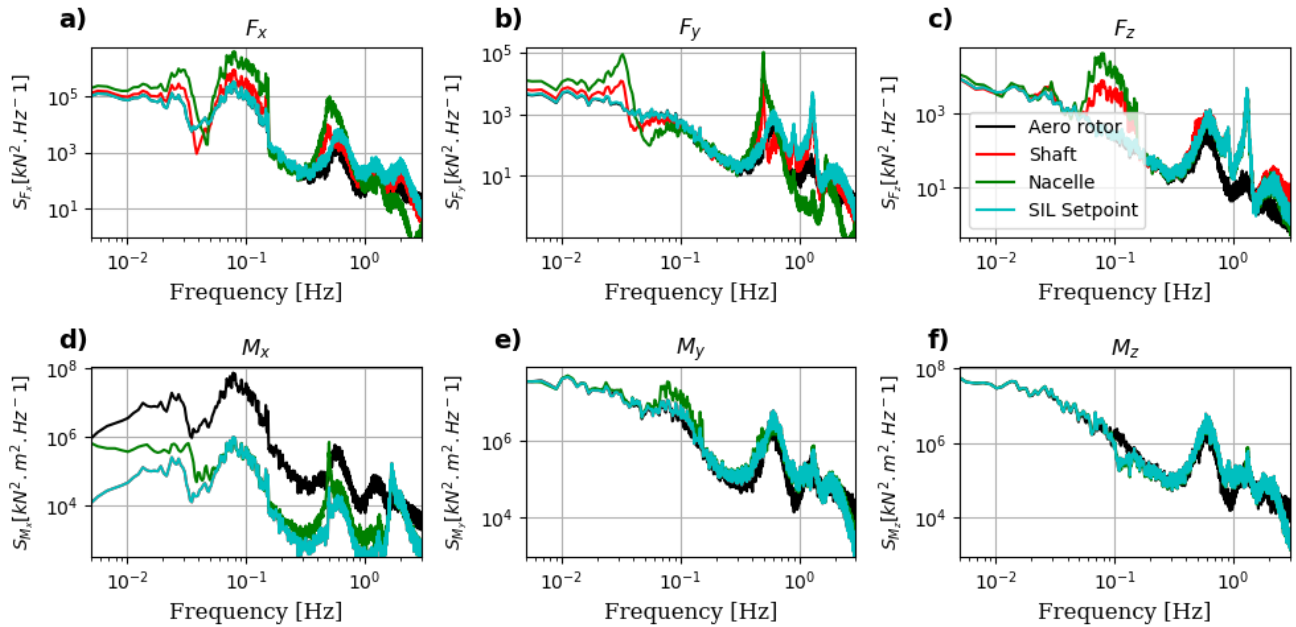 a) F_x
b) F_y
c) F_z
S_{F_x}[kN^2.Hz^-1]
10^5
10^3
10^1
10^-2 10^-1 10^0
Frequency [Hz]
S_{F_y}[kN^2.Hz^-1]
10^5
10^3
10^1
10^-2 10^-1 10^0
Frequency [Hz]
S_{F_z}[kN^2.Hz^-1]
10^3
10^1
Aero rotor
Shaft
Nacelle
SIL Setpoint
10^-2 10^-1 10^0
Frequency [Hz]
d) M_x
e) M_y
f) M_z
S_{M_x}[kN^2.m^2.Hz^-1]
10^8
10^6
10^4
10^-2 10^-1 10^0
Frequency [Hz]
S_{M_y}[kN^2.m^2.Hz^-1]
10^6
10^4
10^-2 10^-1 10^0
Frequency [Hz]
S_{M_z}[kN^2.m^2.Hz^-1]
10^8
10^6
10^4
10^-2 10^-1 10^0
Frequency [Hz]